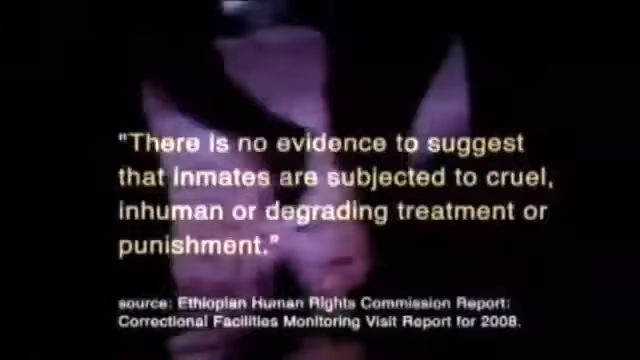 "There is no evidence to suggest
that inmates are subjected to cruel,
inhuman or degrading treatment or
punishment."
source: Ethiopian Human Rights Commission Report:
Correctional Facilities Monitoring Visit Report for 2008.